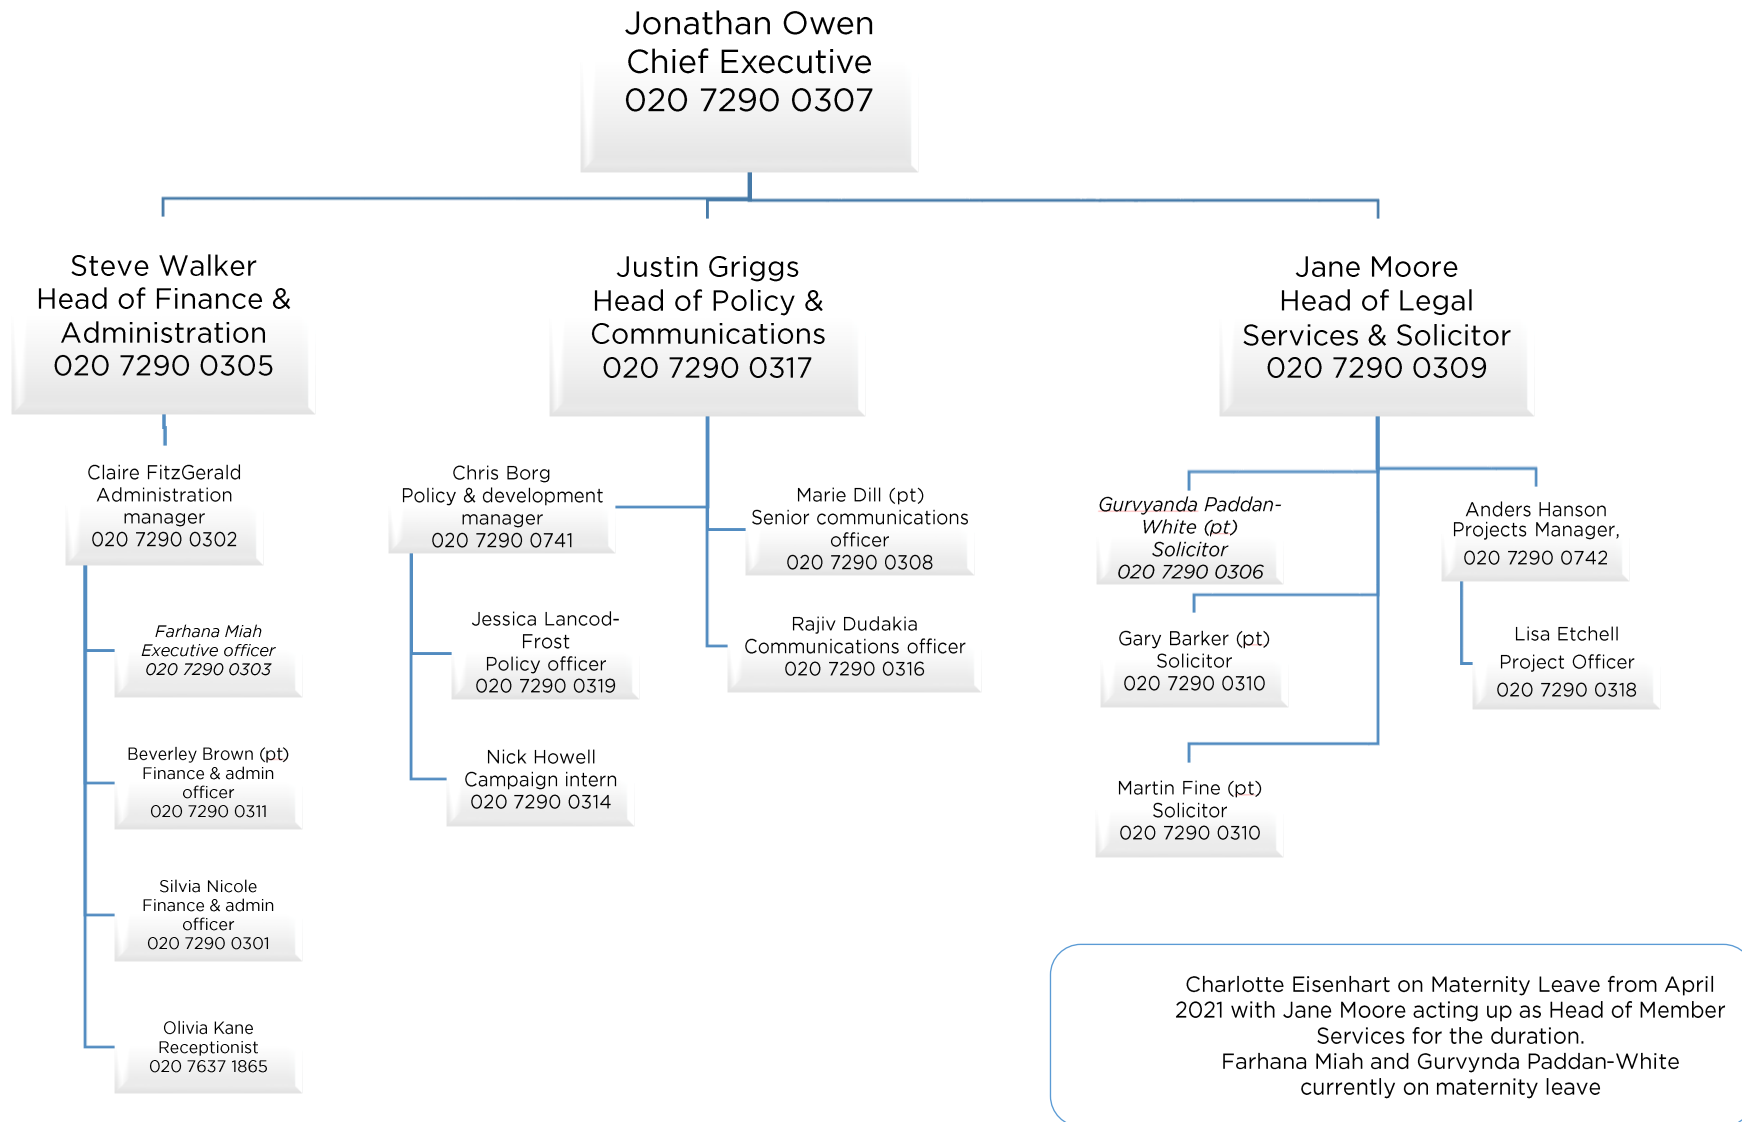 Jonathan Owen
Chief Executive
020 7290 0307
Steve Walker
Head of Finance &
Administration
020 7290 0305
Justin Griggs
Head of Policy &
Communications
020 7290 0317
Jane Moore
Head of Legal
Services & Solicitor
020 7290 0309
Claire FitzGerald
Administration
manager
020 7290 0302
Farhana Miah
Executive officer
020 7290 0303
Beverley Brown (pt)
Finance & admin
officer
020 7290 0311
Silvia Nicole
Finance & admin
officer
020 7290 0301
Olivia Kane
Receptionist
020 7637 1865
Chris Borg
Policy & development
manager
020 7290 0741
Jessica Lancod-
Frost
Policy officer
020 7290 0319
Nick Howell
Campaign intern
020 7290 0314
Marie Dill (pt)
Senior communications
officer
020 7290 0308
Rajiv Dudakia
Communications officer
020 7290 0316
Gurvyanda Paddan-
White (pt)
Solicitor
020 7290 0306
Gary Barker (pt)
Solicitor
020 7290 0310
Martin Fine (pt)
Solicitor
020 7290 0310
Anders Hanson
Projects Manager,
020 7290 0742
Lisa Etchell
Project Officer
020 7290 0318
Charlotte Eisenhart on Maternity Leave from April
2021 with Jane Moore acting up as Head of Member
Services for the duration.
Farhana Miah and Gurvynda Paddan-White
currently on maternity leave